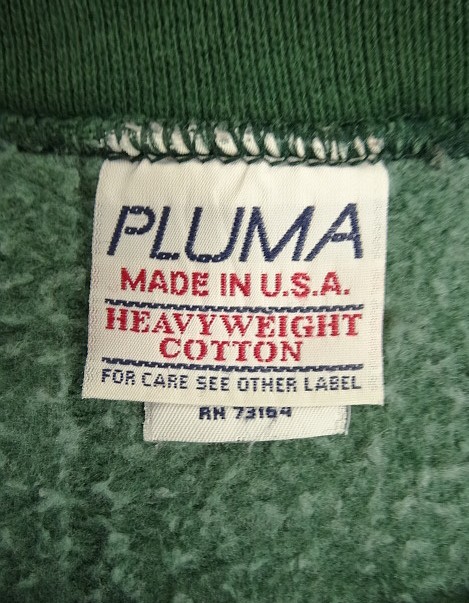 PLUMA
MADE IN U.S.A.
HEAVYWEIGHT
COTTON
FOR CARE SEE OTHER LABEL
RN 73164